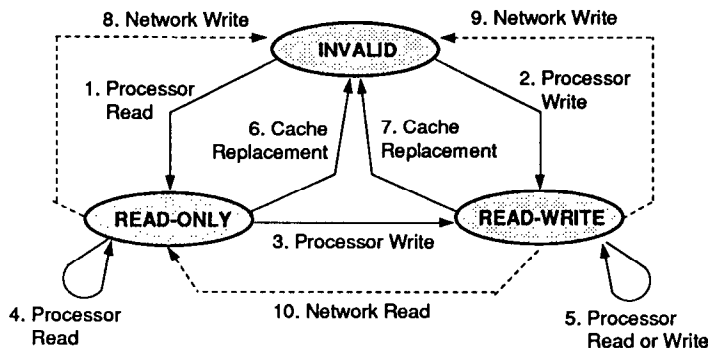 8. Network Write
9. Network Write
INVALID
1. Processor
Read
2. Processor
Write
6. Cache
Replacement
7. Cache
Replacement
READ-ONLY
READ-WRITE
3. Processor Write
4. Processor
Read
10. Network Read
5. Processor
Read or Write